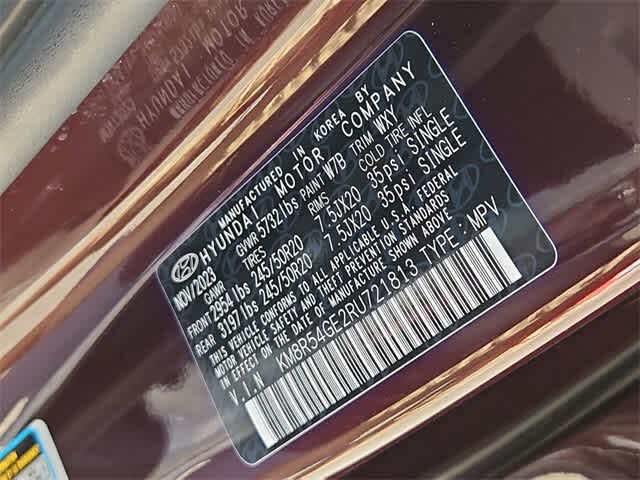 MANUFACTURED IN KOREA BY
HYUNDAI MOTOR COMPANY
NOV/2023 GVWR 5732 lbs PAINT W7B TRIM WXY
GAWR TIRES RIMS COLD TIRE INFL
FRONT 2954 lbs 245/50R20 7.5JX20 35psi SINGLE
REAR 3197 lbs 245/50R20 7.5JX20 35psi SINGLE
THIS VEHICLE CONFORMS TO ALL APPLICABLE U.S. FEDERAL
MOTOR VEHICLE SAFETY AND THEFT PREVENTION STANDARDS
IN EFFECT ON THE DATE OF MANUFACTURE SHOWN ABOVE.
V.I.N KM8R54GE2RU721813 TYPE : MPV